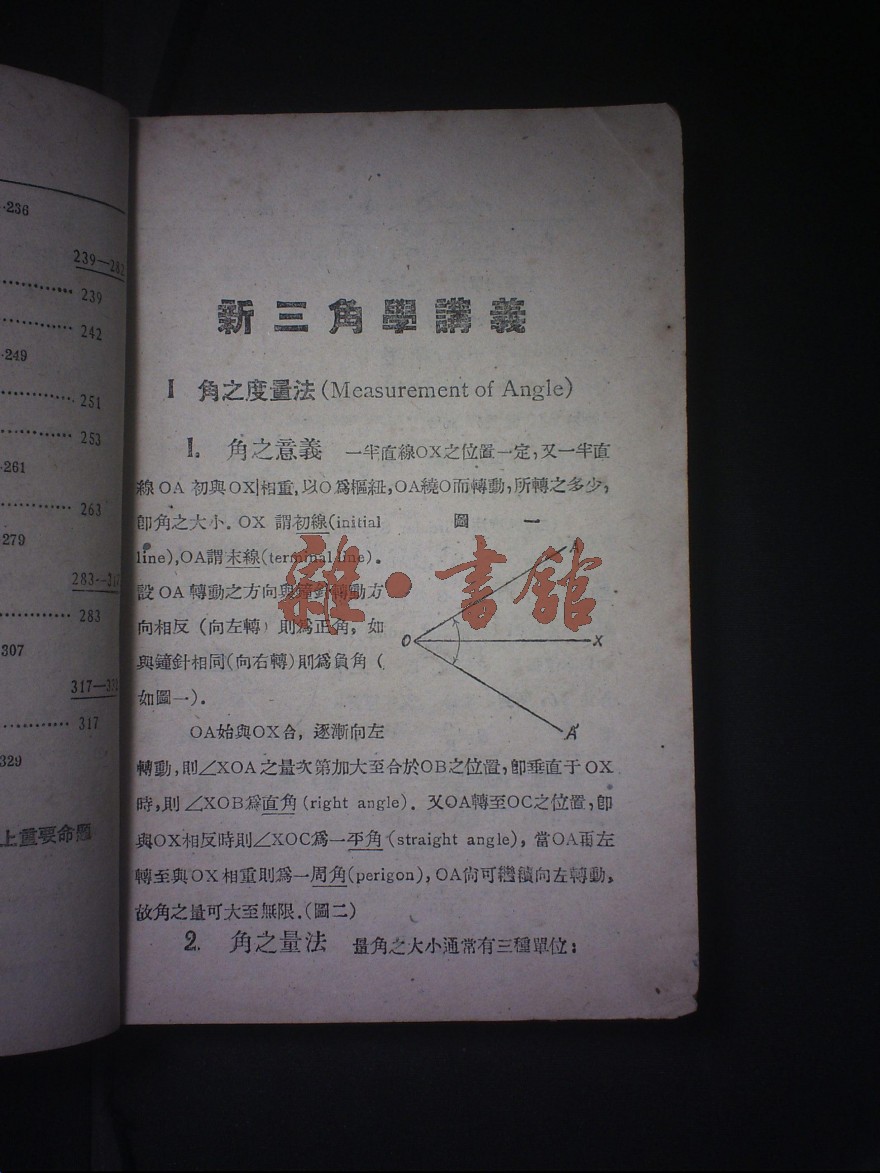 ··236
239—282
239
242
·249
251
253
·261
263
279
283
307
317
329
上重要命題
新三角學講義
I 角之度量法(Measurement of Angle)
1. 角之意義 一半直線OX之位置一定,又一半直
線OA 初與OX相重,以O爲樞紐,OA繞O而轉動,所轉之多少,
卽角之大小. OX 謂初線(initial
line),OA謂末線(terminal line).
設 OA 轉動之方向與鐘針轉動方
向相反 (向左轉) 則爲正角, 如
與鐘針相同(向右轉)則爲負角 (
如圖一).
圖 一
A
O
X
A'
OA始與OX合, 逐漸向左
轉動,則∠XOA之量次第加大至合於OB之位置,卽垂直于OX
時,則∠XOB爲直角(right angle). 又OA轉至OC之位置,卽
與OX相反時則∠XOC爲一平角(straight angle), 當OA再左
轉至與OX相重則爲一周角(perigon), OA尙可繼續向左轉動,
故角之量可大至無限.(圖二)
2. 角之量法 量角之大小通常有三種單位:
雜·書館